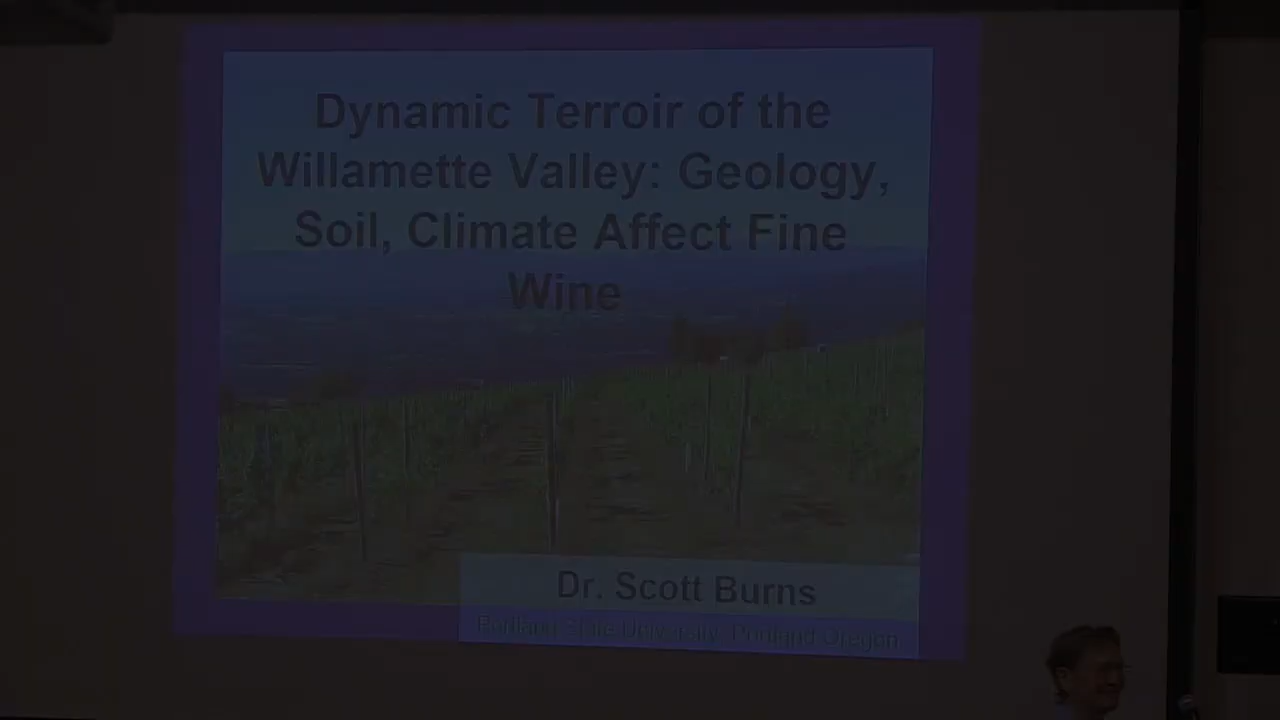 Dynamic Terroir of the
Willamette Valley: Geology,
Soil, Climate Affect Fine
Wine
Dr. Scott Burns
Portland State University, Portland Oregon